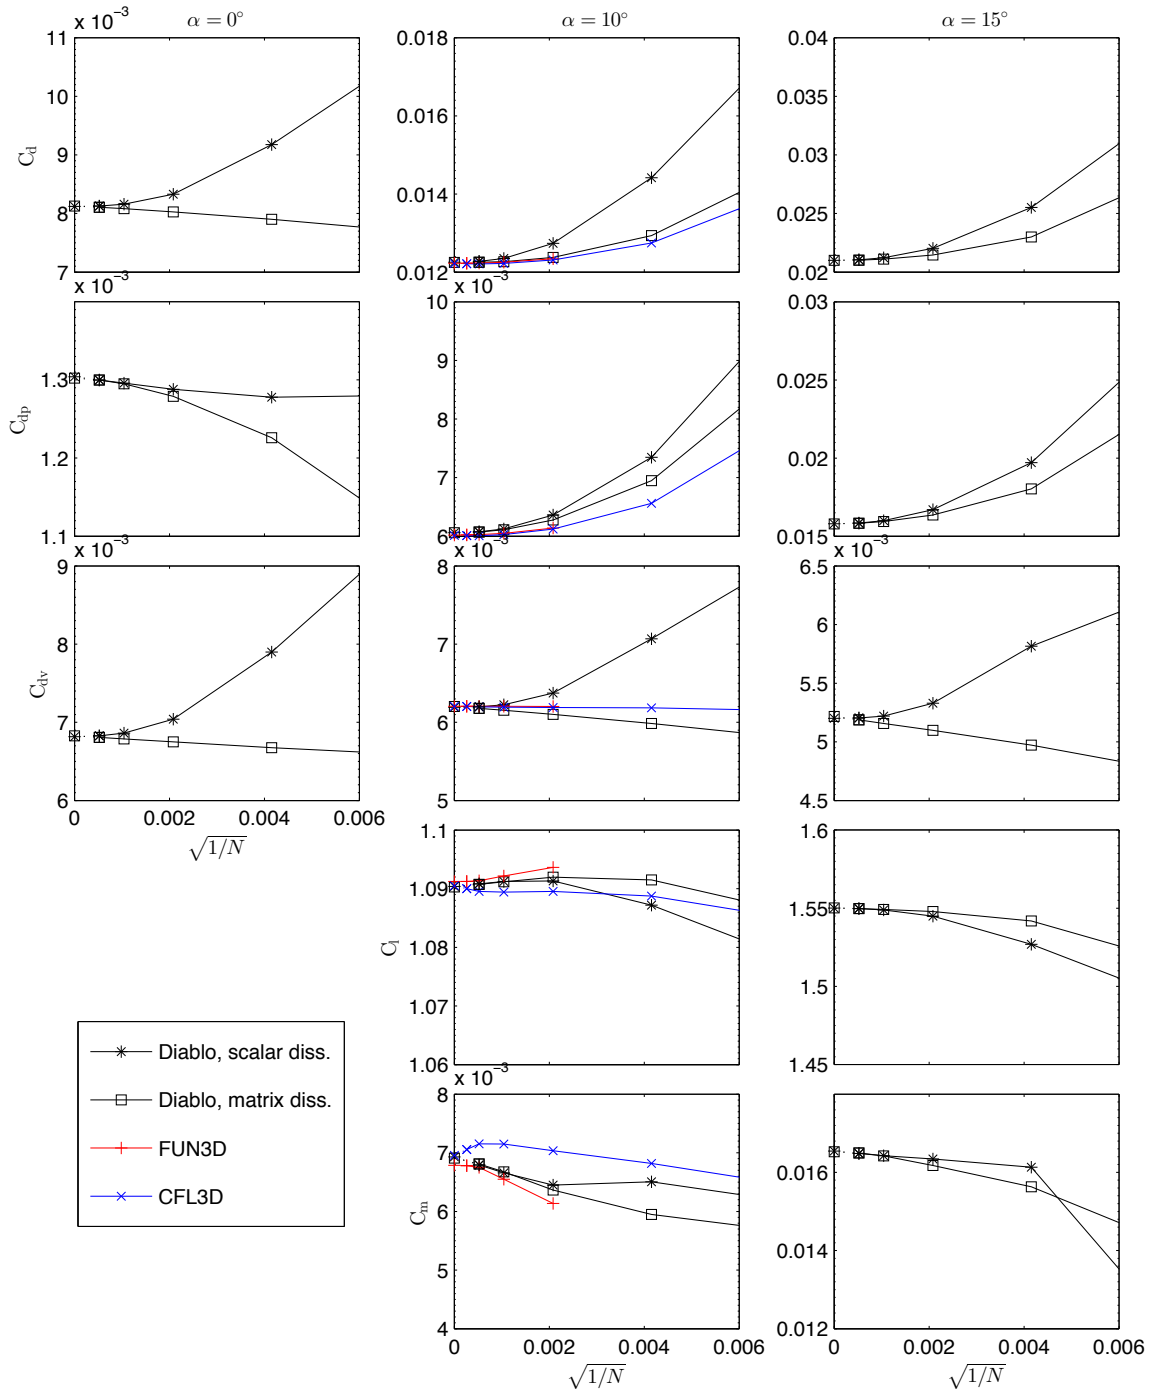 α = 0° α = 10° α = 15°
x 10⁻³
11
10
9
8
7
C_d
0.018
0.016
0.014
0.012
0.04
0.035
0.03
0.025
0.02
x 10⁻³
1.3
1.2
1.1
C_dp
x 10⁻³
10
9
8
7
6
0.03
0.025
0.02
0.015
x 10⁻³
9
8
7
6
C_dv
0 0.002 0.004 0.006
√1/N
x 10⁻³
8
7
6
5
x 10⁻³
6.5
6
5.5
5
4.5
1.1
1.09
1.08
1.07
1.06
C_l
1.6
1.55
1.5
1.45
Diablo, scalar diss.
Diablo, matrix diss.
FUN3D
CFL3D
x 10⁻³
8
7
6
5
4
C_m
0 0.002 0.004 0.006
√1/N
0.016
0.014
0.012
0 0.002 0.004 0.006
√1/N